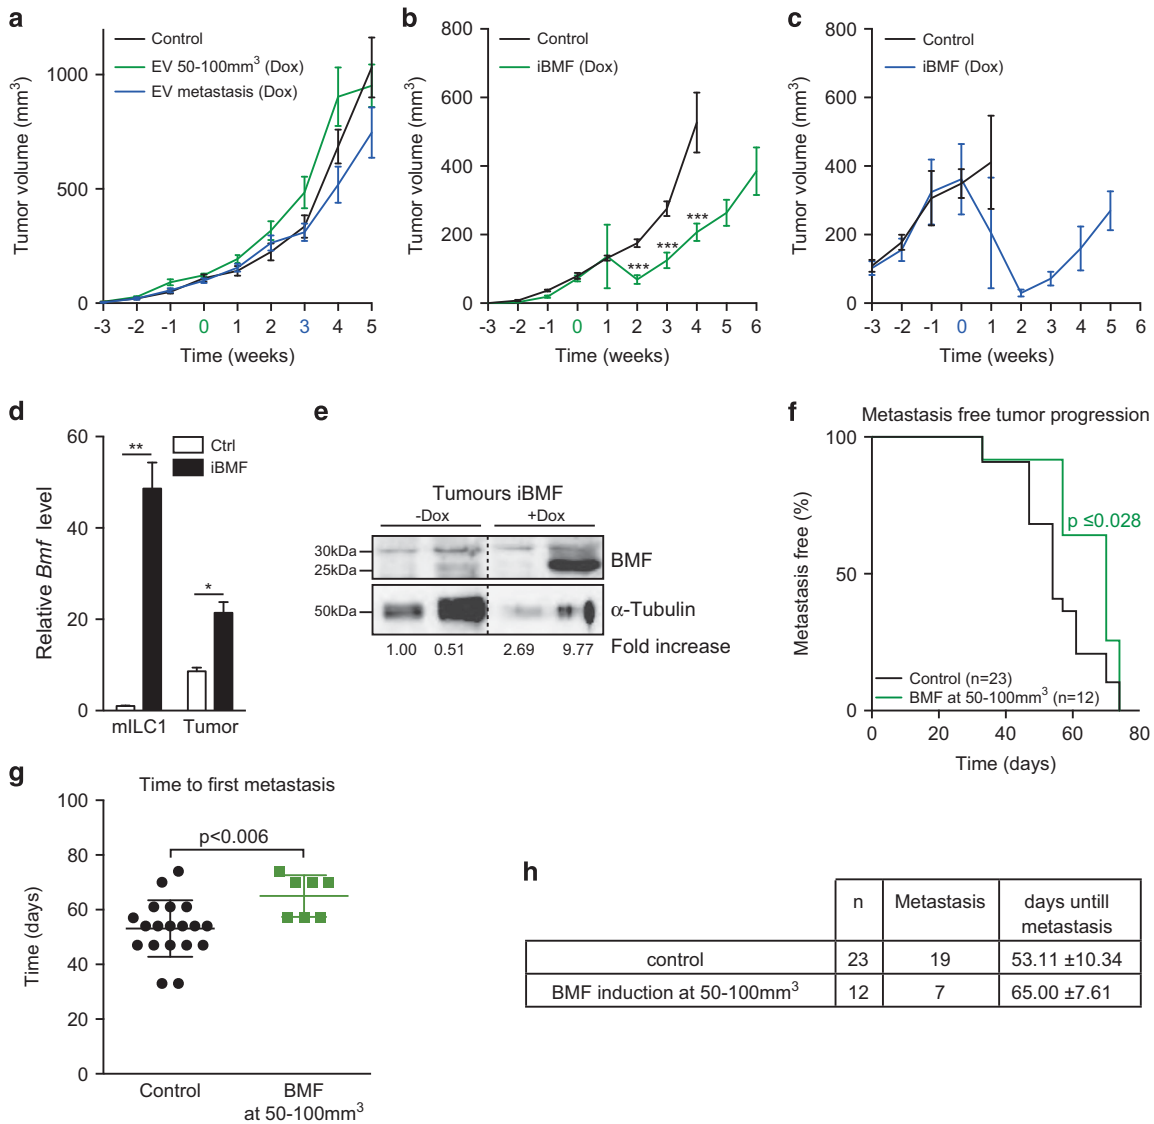 a
Control
EV 50-100mm³ (Dox)
EV metastasis (Dox)
Tumor volume (mm³)
1000
500
0
-3 -2 -1 0 1 2 3 4 5
Time (weeks)
b
Control
iBMF (Dox)
Tumor volume (mm³)
800
600
400
200
0
*** *** ***
-3 -2 -1 0 1 2 3 4 5 6
Time (weeks)
c
Control
iBMF (Dox)
Tumor volume (mm³)
800
600
400
200
0
-3 -2 -1 0 1 2 3 4 5 6
Time (weeks)
d
Relative Bmf level
60
40
20
0
Ctrl
iBMF
**
*
mILC1 Tumor
e
Tumours iBMF
-Dox +Dox
30kDa
25kDa
BMF
50kDa
α-Tubulin
1.00 0.51 2.69 9.77 Fold increase
f
Metastasis free tumor progression
Metastasis free (%)
100
50
0
p ≤0.028
Control (n=23)
BMF at 50-100mm³ (n=12)
0 20 40 60 80
Time (days)
g
Time to first metastasis
Time (days)
100
80
60
40
20
0
p<0.006
Control BMF
at 50-100mm³
h
n Metastasis days untill
metastasis
control 23 19 53.11 ±10.34
BMF induction at 50-100mm³ 12 7 65.00 ±7.61